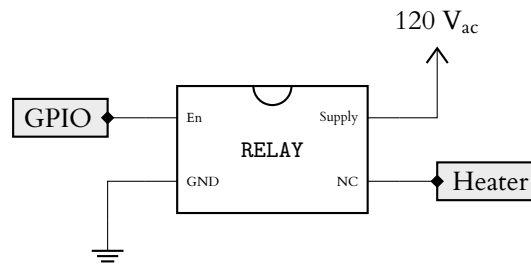 120 Vac
GPIO
En
Supply
RELAY
GND
NC
Heater